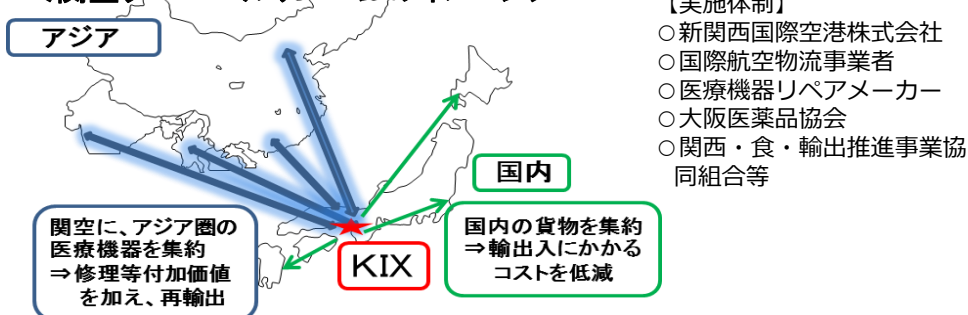 【実施体制】
アジア
○新関西国際空港株式会社
○国際航空物流事業者
○医療機器リペアメーカー
○大阪医薬品協会
○関西・食・輸出推進事業協
同組合等
国内
関空に、アジア圏の
医療機器を集約
⇒修理等付加価値
を加え、再輸出
KIX
国内の貨物を集約
⇒輸出入にかかる
コストを低減